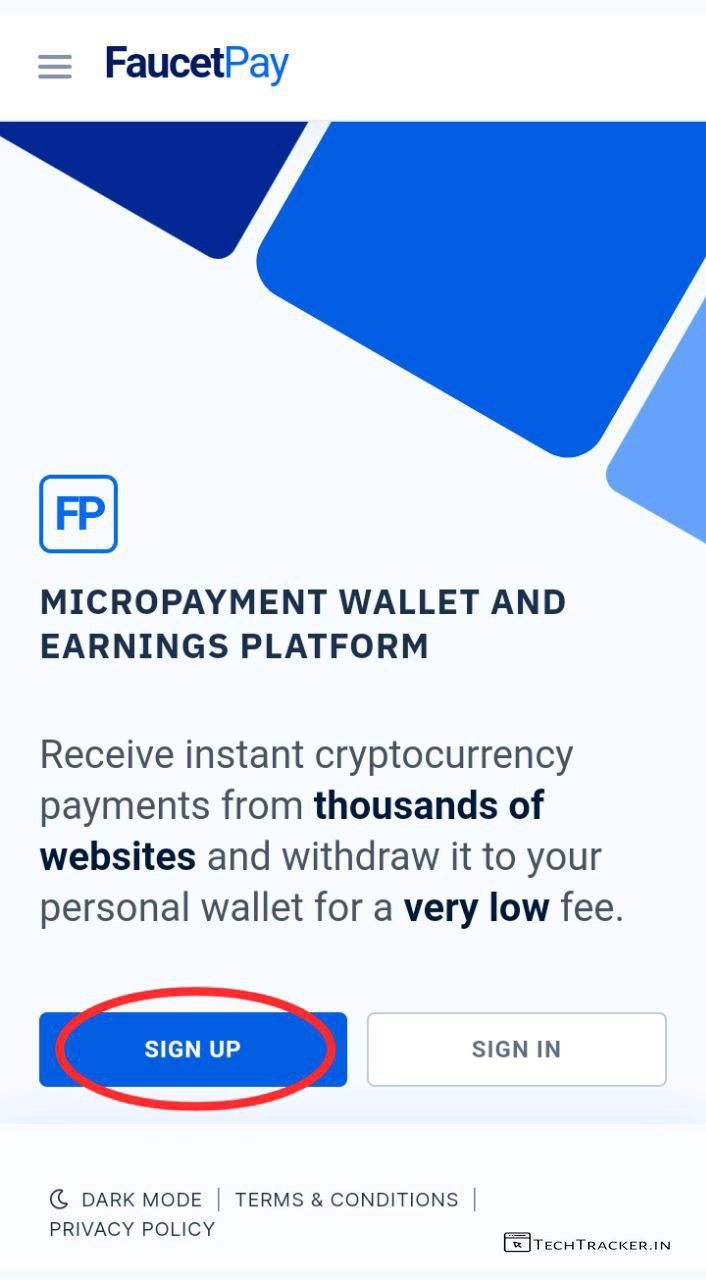 FaucetPay
FP
MICROPAYMENT WALLET AND
EARNINGS PLATFORM
Receive instant cryptocurrency
payments from thousands of
websites and withdraw it to your
personal wallet for a very low fee.
SIGN UP
SIGN IN
DARK MODE | TERMS & CONDITIONS |
PRIVACY POLICY
TECHTRACKER.IN